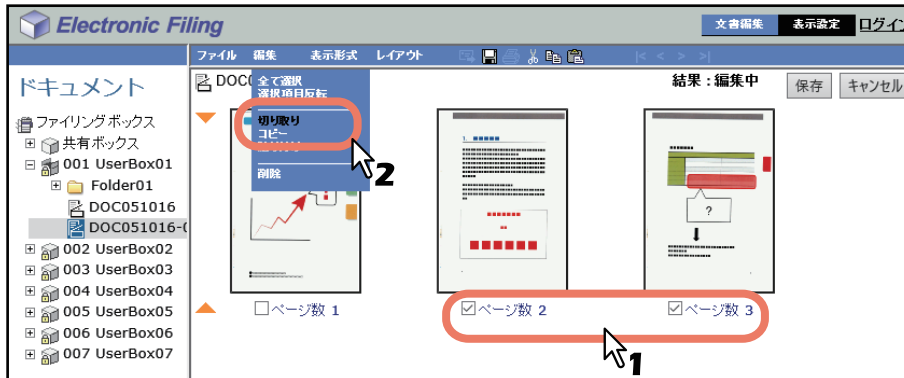 Electronic Filing
文書編集 表示設定 ログイン
ファイル 編集 表示形式 レイアウト |< < > >|
ドキュメント
ファイリングボックス
共有ボックス
001 UserBox01
Folder01
DOC051016
DOC051016-0
002 UserBox02
003 UserBox03
004 UserBox04
005 UserBox05
006 UserBox06
007 UserBox07
DOC
結果 : 編集中 保存 キャンセル
全て選択
選択項目反転
切り取り
コピー
削除
2
?
ページ数 1
ページ数 2
ページ数 3
1